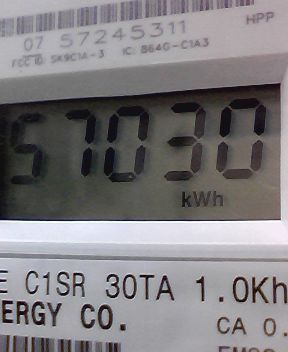 HPP
07 57245311
FCC ID: SK9C1A-3 IC: 864G-C1A3
57030
kWh
E C1SR 30TA 1.0Kh
ERGY CO.
CA 0.